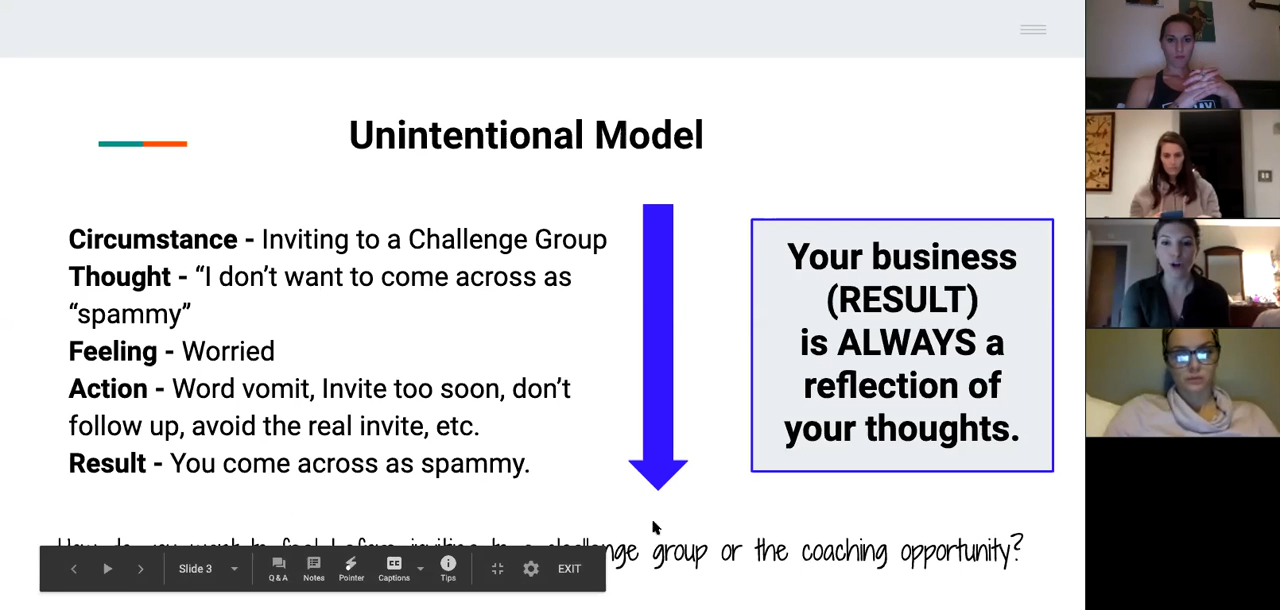 Unintentional Model
Circumstance - Inviting to a Challenge Group
Thought - “I don’t want to come across as
“spammy”
Feeling - Worried
Action - Word vomit, Invite too soon, don’t
follow up, avoid the real invite, etc.
Result - You come across as spammy.
Your business
(RESULT)
is ALWAYS a
reflection of
your thoughts.
group or the coaching opportunity?
Slide 3
Q & A
Notes
Pointer
Captions
Tips
EXIT